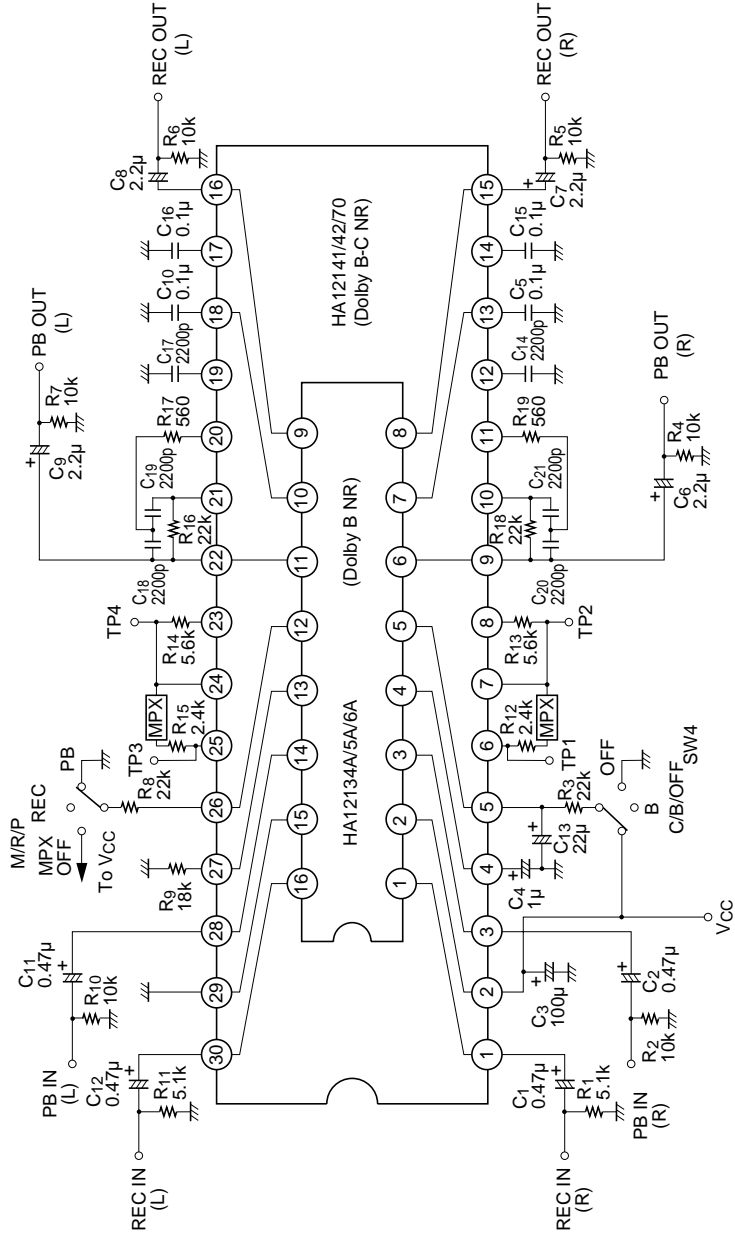 REC OUT
(L)
R6
10k
C8
2.2μ
PB OUT
(L)
R7
10k
C9
2.2μ
+
C16
0.1μ
C10
0.1μ
C17
2200p
R17
560
C19
2200p
R16
22k
C18
2200p
TP4
R14
5.6k
MPX
R15
2.4k
TP3
M/R/P
MPX
OFF
REC
PB
To VCC
R8
22k
R9
18k
C11
0.47μ
+
R10
10k
PB IN
(L)
C12
0.47μ
+
R11
5.1k
REC IN
(L)
30
29
28
27
26
25
24
23
22
21
20
19
18
17
16
HA12141/42/70
(Dolby B-C NR)
16
15
14
13
12
11
10
9
HA12134A/5A/6A
(Dolby B NR)
1
2
3
4
5
6
7
8
1
2
3
4
5
6
7
8
9
10
11
12
13
14
15
REC IN
(R)
C1
0.47μ
+
R1
5.1k
PB IN
(R)
R2
10k
C2
0.47μ
+
C3
100μ
+
VCC
C4
1μ
+
C13
22μ
+
R3
22k
OFF
B
C/B/OFF
SW4
TP1
R12
2.4k
MPX
R13
5.6k
TP2
C20
2200p
R18
22k
C21
2200p
R19
560
C14
2200p
C5
0.1μ
C15
0.1μ
C6
2.2μ
+
R4
10k
PB OUT
(R)
C7
2.2μ
+
R5
10k
REC OUT
(R)